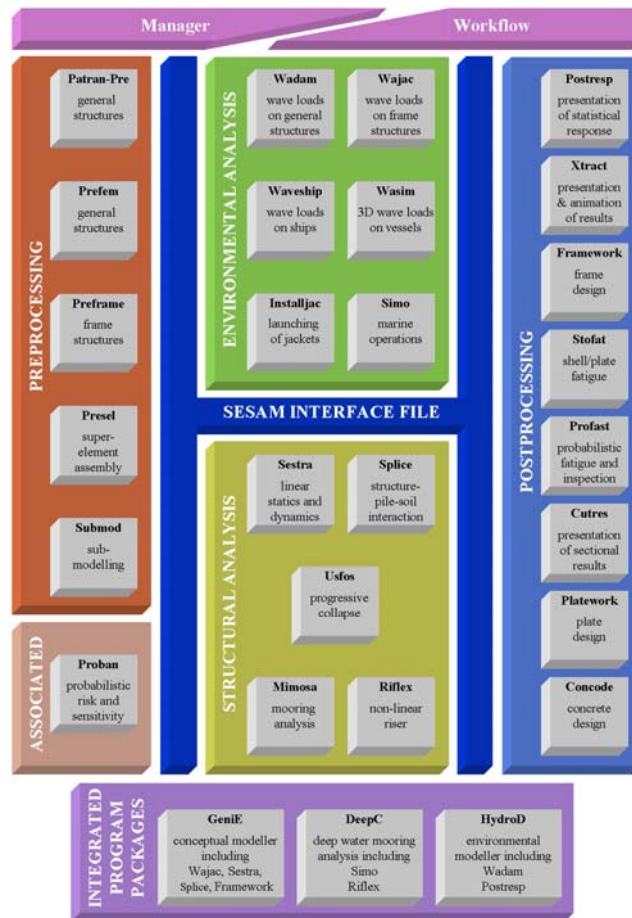 Manager
Workflow
PREPROCESSING
Patran-Pre
general
structures
Prefem
general
structures
Preframe
frame
structures
Presel
super-
element
assembly
Submod
sub-
modelling
ASSOCIATED
Proban
probabilistic
risk and
sensitivity
ENVIRONMENTAL ANALYSIS
Wadam
wave loads
on general
structures
Wajac
wave loads
on frame
structures
Waveship
wave loads
on ships
Wasim
3D wave loads
on vessels
Installjac
launching
of jackets
Simo
marine
operations
SESAM INTERFACE FILE
STRUCTURAL ANALYSIS
Sestra
linear
statics and
dynamics
Splice
structure-
pile-soil
interaction
Usfos
progressive
collapse
Mimosa
mooring
analysis
Riflex
non-linear
riser
POSTPROCESSING
Postresp
presentation
of statistical
response
Xtract
presentation
& animation
of results
Framework
frame
design
Stofat
shell/plate
fatigue
Profast
probabilistic
fatigue and
inspection
Cutres
presentation
of sectional
results
Platework
plate
design
Concode
concrete
design
INTEGRATED
PROGRAM
PACKAGES
GeniE
conceptual modeller
including
Wajac, Sestra,
Splice, Framework
DeepC
deep water mooring
analysis including
Simo
Riflex
HydroD
environmental
modeller including
Wadam
Postresp